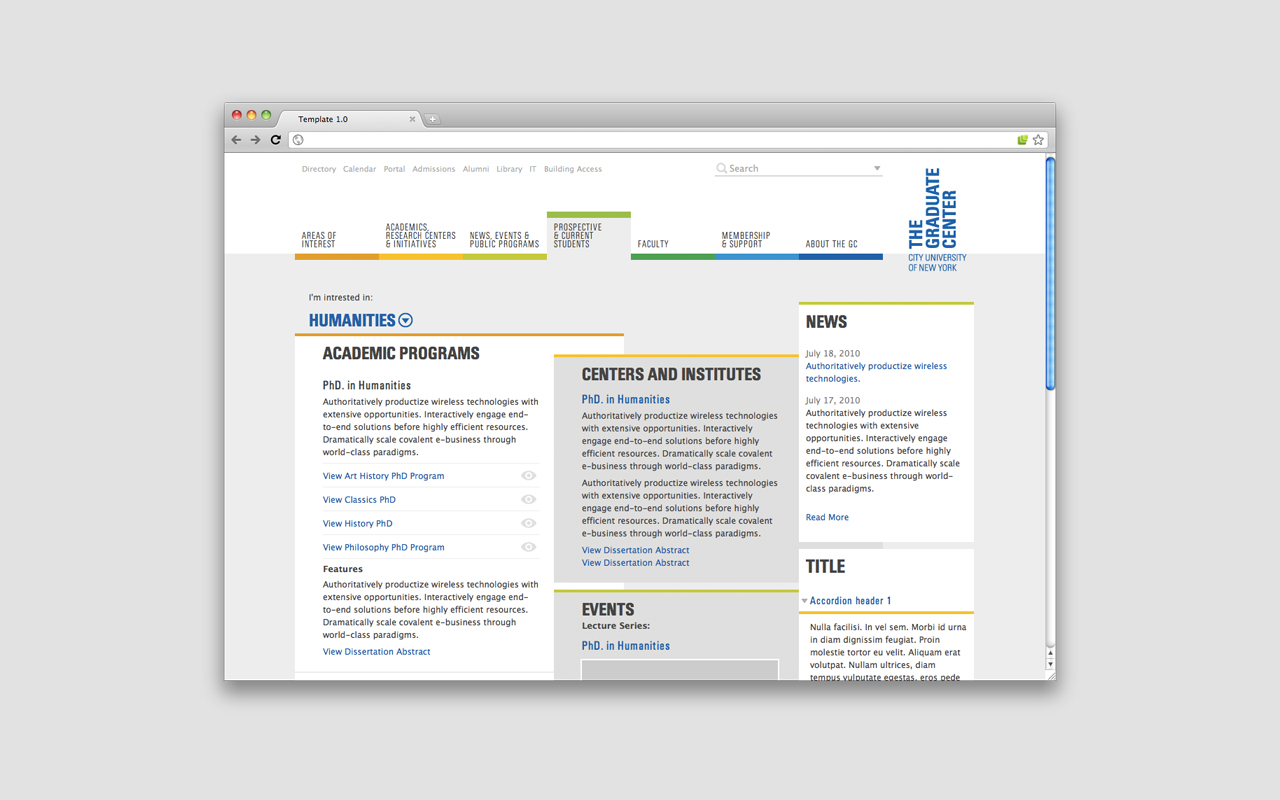 Template 1.0
Directory Calendar Portal Admissions Alumni Library IT Building Access
Search
THE
GRADUATE
CENTER
CITY UNIVERSITY
OF NEW YORK
AREAS OF
INTEREST
ACADEMICS,
RESEARCH CENTERS
& INITIATIVES
NEWS, EVENTS &
PUBLIC PROGRAMS
PROSPECTIVE
& CURRENT
STUDENTS
FACULTY
MEMBERSHIP
& SUPPORT
ABOUT THE GC
I'm intrested in:
HUMANITIES
ACADEMIC PROGRAMS
PhD. in Humanities
Authoritatively productize wireless technologies with
extensive opportunities. Interactively engage end-
to-end solutions before highly efficient resources.
Dramatically scale covalent e-business through
world-class paradigms.
View Art History PhD Program
View Classics PhD
View History PhD
View Philosophy PhD Program
Features
Authoritatively productize wireless technologies with
extensive opportunities. Interactively engage end-
to-end solutions before highly efficient resources.
Dramatically scale covalent e-business through
world-class paradigms.
View Dissertation Abstract
CENTERS AND INSTITUTES
PhD. in Humanities
Authoritatively productize wireless technologies
with extensive opportunities. Interactively
engage end-to-end solutions before highly
efficient resources. Dramatically scale covalent
e-business through world-class paradigms.
Authoritatively productize wireless technologies
with extensive opportunities. Interactively
engage end-to-end solutions before highly
efficient resources. Dramatically scale covalent
e-business through world-class paradigms.
View Dissertation Abstract
View Dissertation Abstract
EVENTS
Lecture Series:
PhD. in Humanities
NEWS
July 18, 2010
Authoritatively productize wireless
technologies.
July 17, 2010
Authoritatively productize wireless
technologies with extensive
opportunities. Interactively engage
end-to-end solutions before highly
efficient resources. Dramatically scale
covalent e-business through world-
class paradigms.
Read More
TITLE
Accordion header 1
Nulla facilisi. In vel sem. Morbi id urna
in diam dignissim feugiat. Proin
molestie tortor eu velit. Aliquam erat
volutpat. Nullam ultrices, diam
tempus vulputate egestas, eros pede